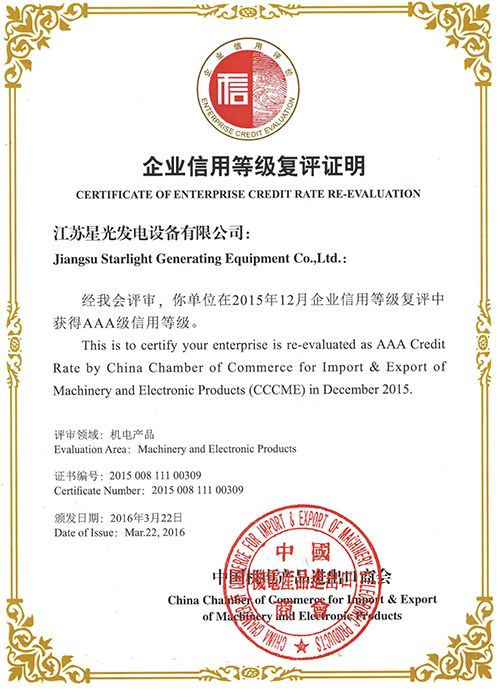 企业信用评价
信
ENTERPRISE CREDIT EVALUATION
企业信用等级复评证明
CERTIFICATE OF ENTERPRISE CREDIT RATE RE-EVALUATION
江苏星光发电设备有限公司：
Jiangsu Starlight Generating Equipment Co.,Ltd.：
经我会评审，你单位在2015年12月企业信用等级复评中
获得AAA级信用等级。
This is to certify your enterprise is re-evaluated as AAA Credit
Rate by China Chamber of Commerce for Import & Export of
Machinery and Electronic Products (CCCME) in December 2015.
评审领域：机电产品
Evaluation Area：Machinery and Electronic Products
证书编号：2015 008 111 00309
Certificate Number：2015 008 111 00309
颁发日期：2016年3月22日
Date of Issue：Mar.22, 2016
中国机电产品进出口商会
China Chamber of Commerce for Import & Export
of Machinery and Electronic Products
CHINA CHAMBER OF COMMERCE FOR IMPORT & EXPORT OF MACHINERY & ELECTRONIC PRODUCTS
中國
機電產品進出口
商會